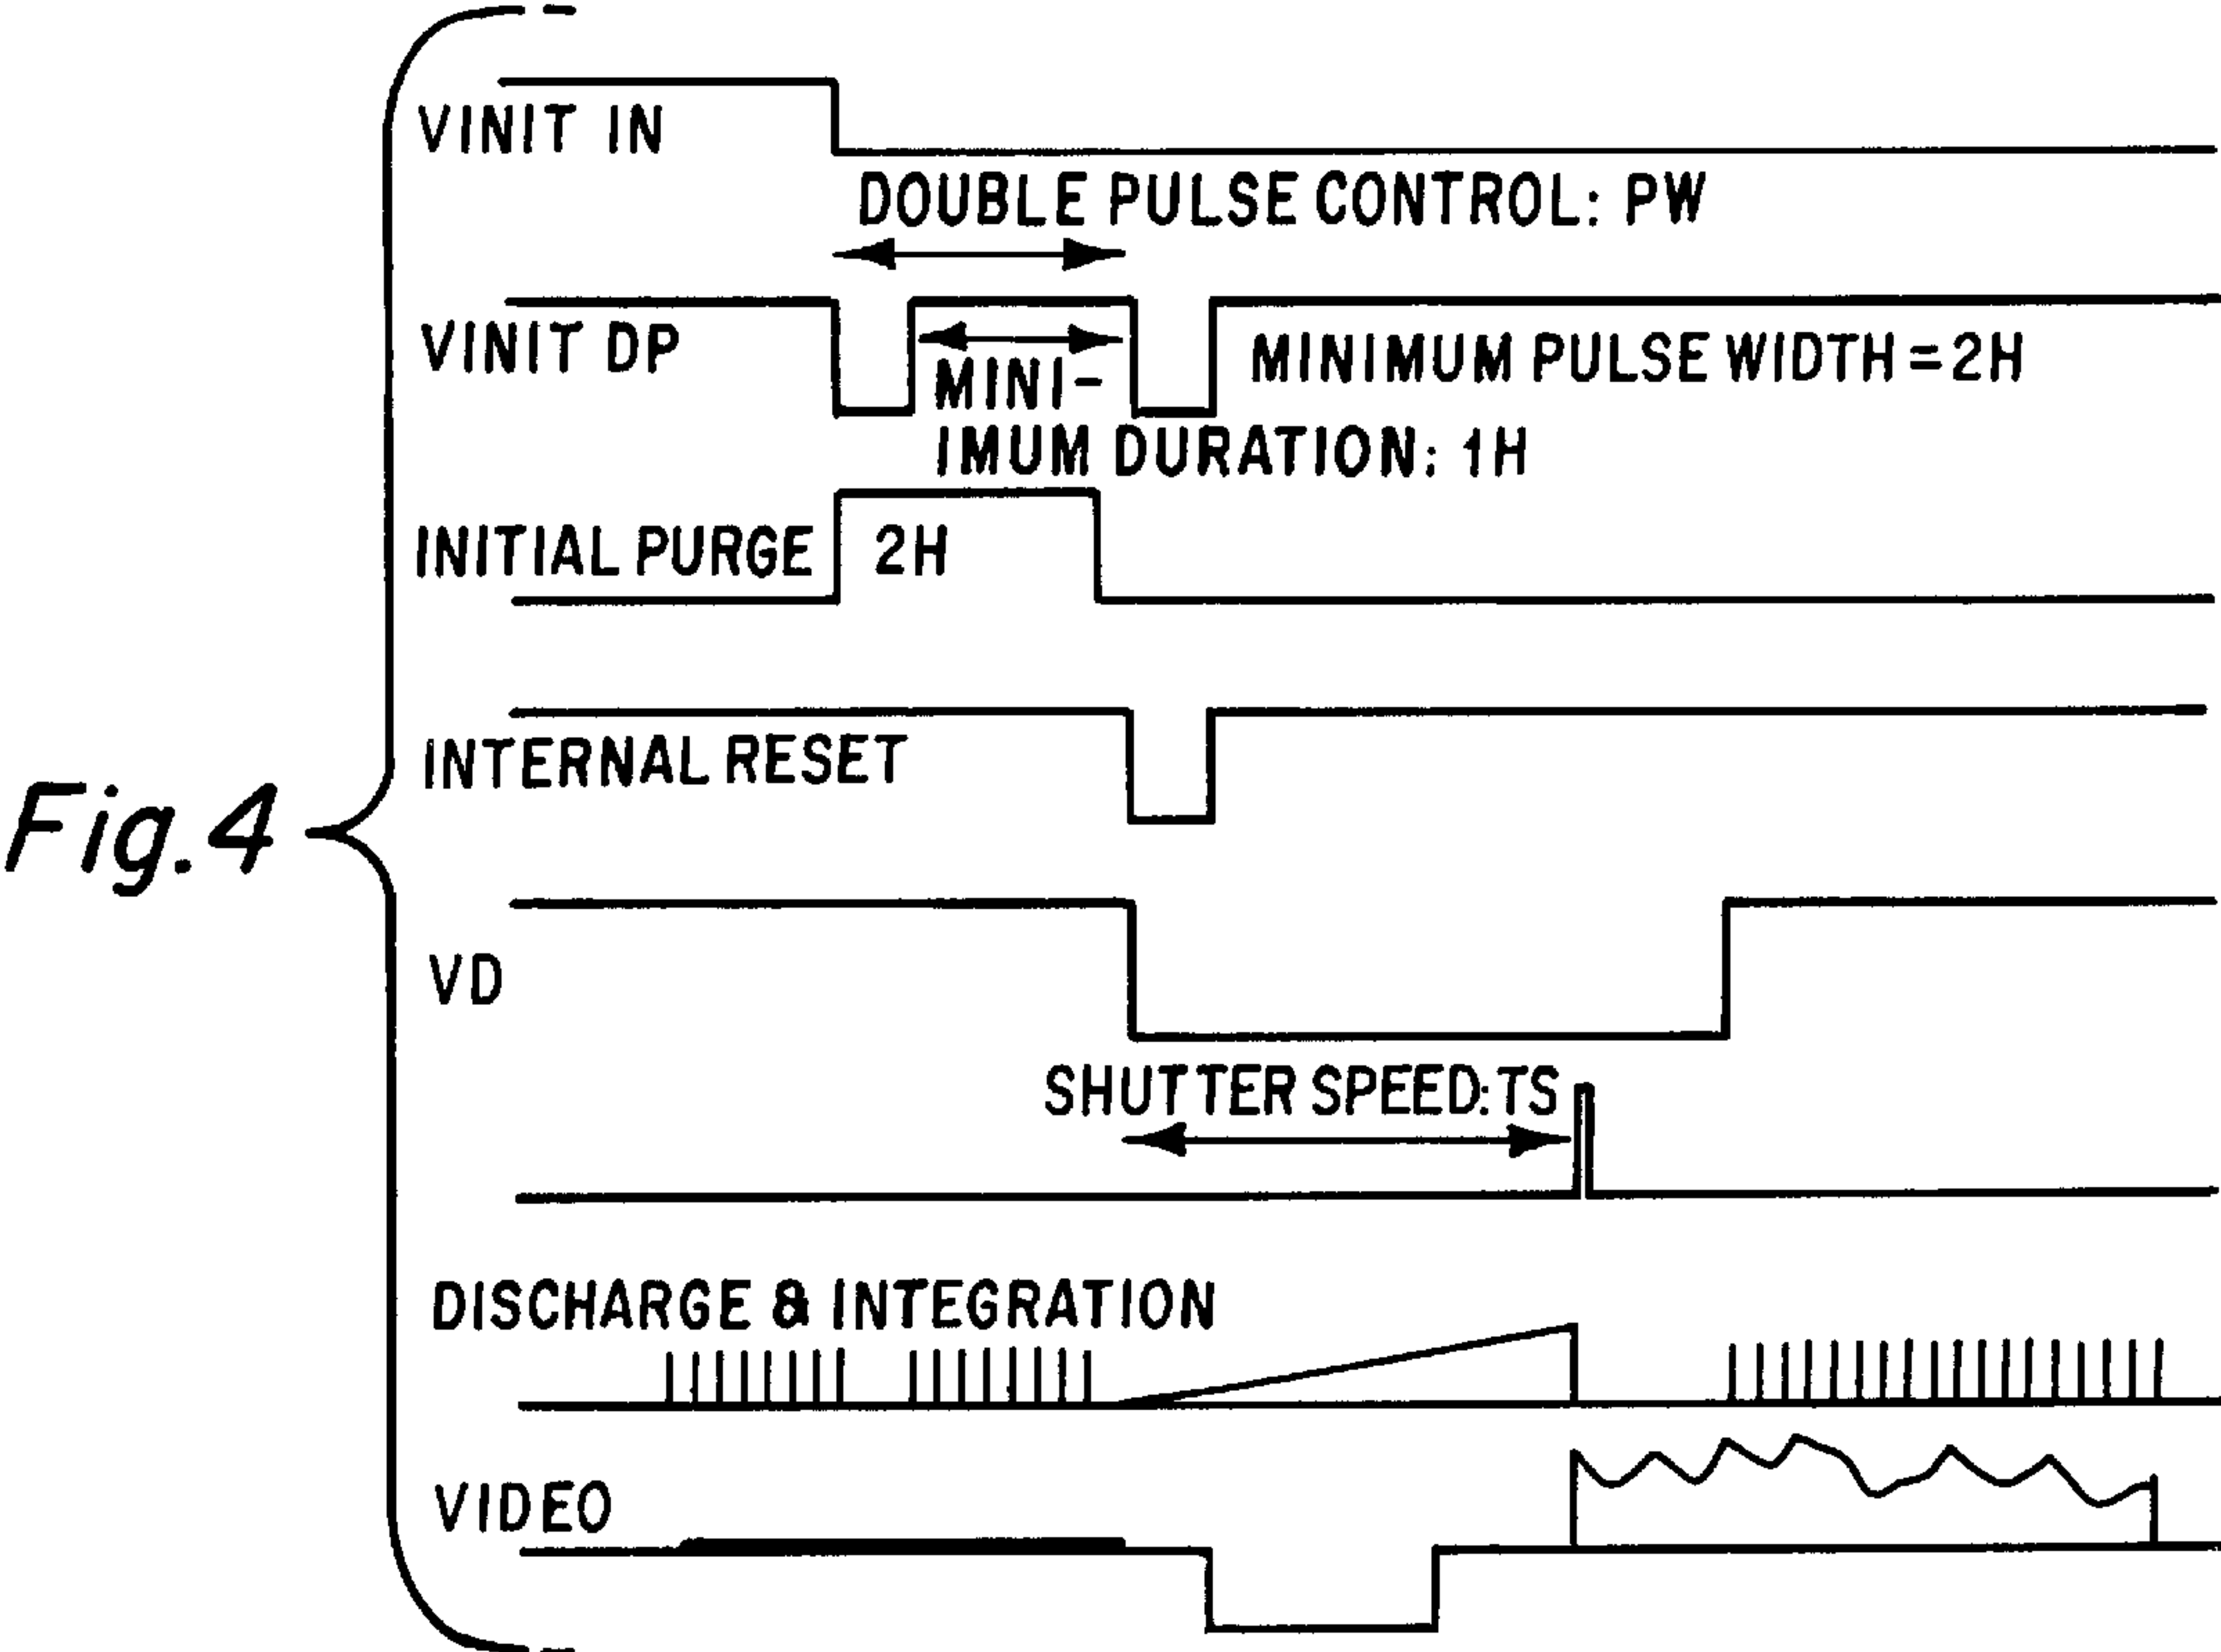 VINIT IN
DOUBLE PULSE CONTROL: PW
VINIT DP
MINIMUM PULSE WIDTH=2H
MINI-
IMUM DURATION: 1H
INITIAL PURGE
2H
INTERNAL RESET
Fig.4
VD
SHUTTER SPEED:TS
DISCHARGE & INTEGRATION
VIDEO